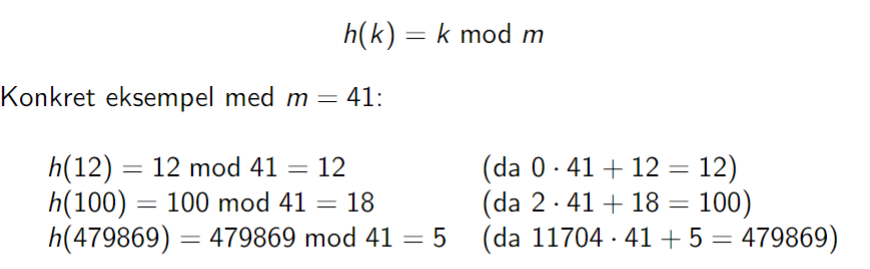 h(k) = k mod m
Konkret eksempel med m = 41:
h(12) = 12 mod 41 = 12 (da 0 · 41 + 12 = 12)
h(100) = 100 mod 41 = 18 (da 2 · 41 + 18 = 100)
h(479869) = 479869 mod 41 = 5 (da 11704 · 41 + 5 = 479869)